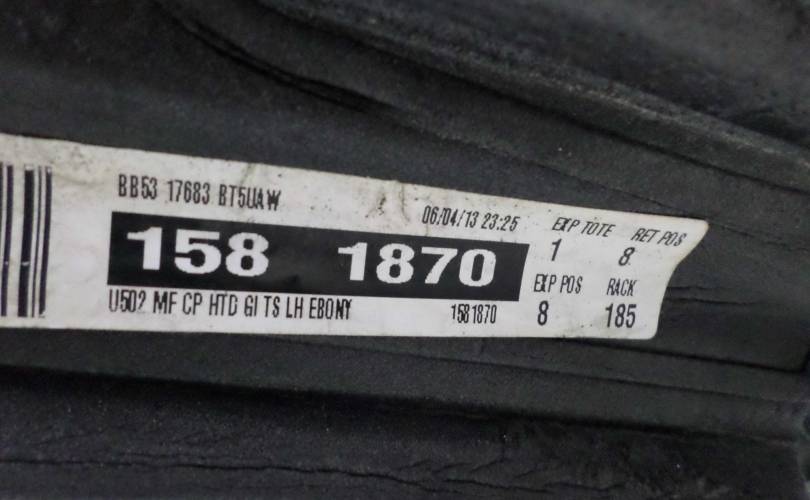 BB53 17683 BT5UAW
06/04/13 23:25
158 1870
U502 MF CP HTD GI TS LH EBONY 1581870
EXP TOTE RET POS
1 8
EXP POS RACK
8 185